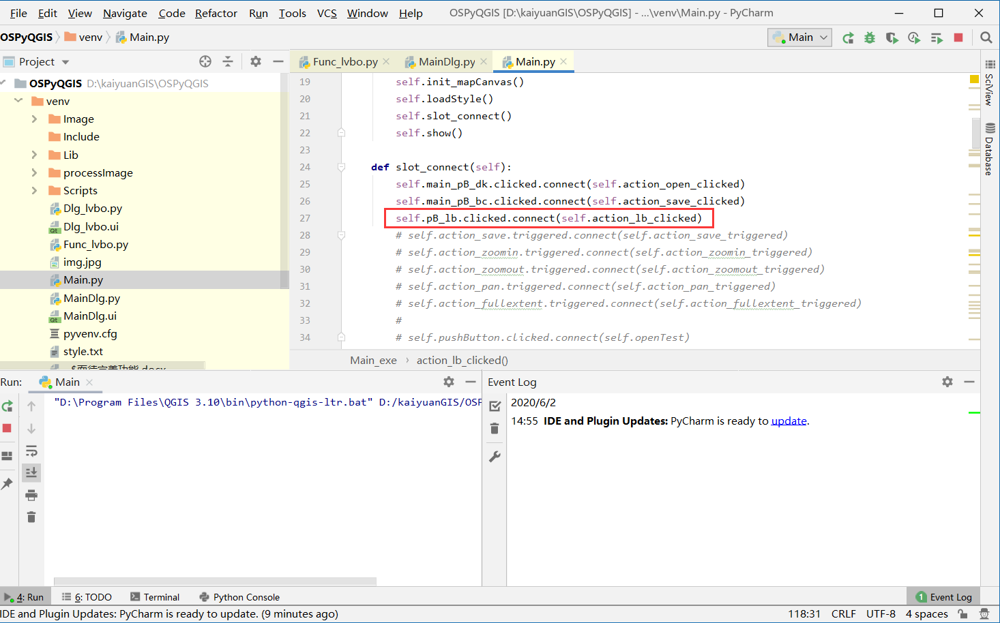 File Edit View Navigate Code Refactor Run Tools VCS Window Help OSPyQGIS [D:\kaiyuanGIS\OSPyQGIS] - ...\venv\Main.py - PyCharm
OSPyQGIS venv Main.py Main
Project
Func_lvbo.py MainDlg.py Main.py
OSPyQGIS D:\kaiyuanGIS\OSPyQGIS
venv
Image
Include
Lib
processImage
Scripts
Dlg_lvbo.py
Dlg_lvbo.ui
Func_lvbo.py
img.jpg
Main.py
MainDlg.py
MainDlg.ui
pyvenv.cfg
style.txt
19 self.init_mapCanvas()
20 self.loadStyle()
21 self.slot_connect()
22 self.show()
23
24 def slot_connect(self):
25 self.main_pB_dk.clicked.connect(self.action_open_clicked)
26 self.main_pB_bc.clicked.connect(self.action_save_clicked)
27 self.pB_lb.clicked.connect(self.action_lb_clicked)
28 # self.action_save.triggered.connect(self.action_save_triggered)
29 # self.action_zoomin.triggered.connect(self.action_zoomin_triggered)
30 # self.action_zoomout.triggered.connect(self.action_zoomout_triggered)
31 # self.action_pan.triggered.connect(self.action_pan_triggered)
32 # self.action_fullextent.triggered.connect(self.action_fullextent_triggered)
33 #
34 # self.pushButton.clicked.connect(self.openTest)
Main_exe › action_lb_clicked()
SciView
Database
Run: Main
"D:\Program Files\QGIS 3.10\bin\python-qgis-ltr.bat" D:/kaiyuanGIS/OSP
Event Log
2020/6/2
14:55 IDE and Plugin Updates: PyCharm is ready to update.
4: Run 6: TODO Terminal Python Console 1 Event Log
IDE and Plugin Updates: PyCharm is ready to update. (9 minutes ago) 118:31 CRLF UTF-8 4 spaces